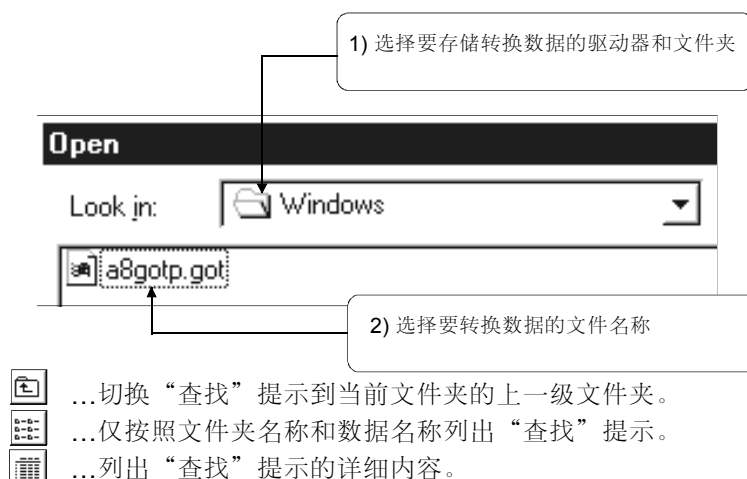 1) 选择要存储转换数据的驱动器和文件夹
Open
Look in:
Windows
a8gotp.got
2) 选择要转换数据的文件名称
…切换“查找”提示到当前文件夹的上一级文件夹。
…仅按照文件夹名称和数据名称列出“查找”提示。
…列出“查找”提示的详细内容。